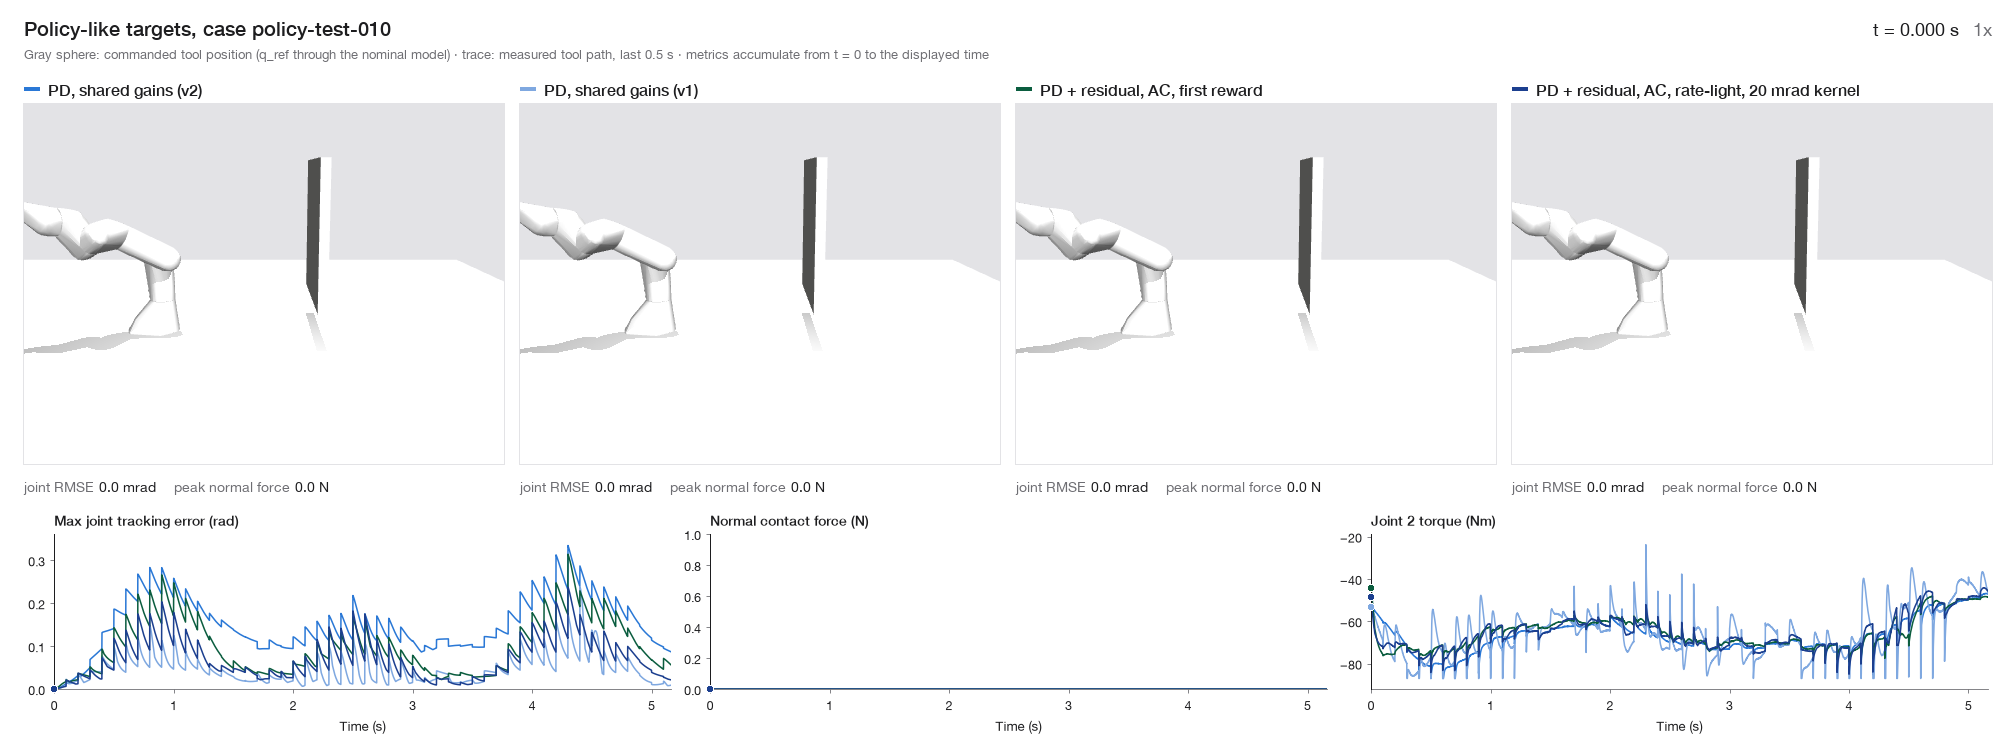 Policy-like targets, case policy-test-010
t = 0.000 s 1x
Gray sphere: commanded tool position (q_ref through the nominal model) · trace: measured tool path, last 0.5 s · metrics accumulate from t = 0 to the displayed time
PD, shared gains (v2)
PD, shared gains (v1)
PD + residual, AC, first reward
PD + residual, AC, rate-light, 20 mrad kernel
joint RMSE 0.0 mrad peak normal force 0.0 N
joint RMSE 0.0 mrad peak normal force 0.0 N
joint RMSE 0.0 mrad peak normal force 0.0 N
joint RMSE 0.0 mrad peak normal force 0.0 N
Max joint tracking error (rad)
0.3
0.2
0.1
0.0
0 1 2 3 4 5
Time (s)
Normal contact force (N)
1.0
0.8
0.6
0.4
0.2
0.0
0 1 2 3 4 5
Time (s)
Joint 2 torque (Nm)
−20
−40
−60
−80
0 1 2 3 4 5
Time (s)